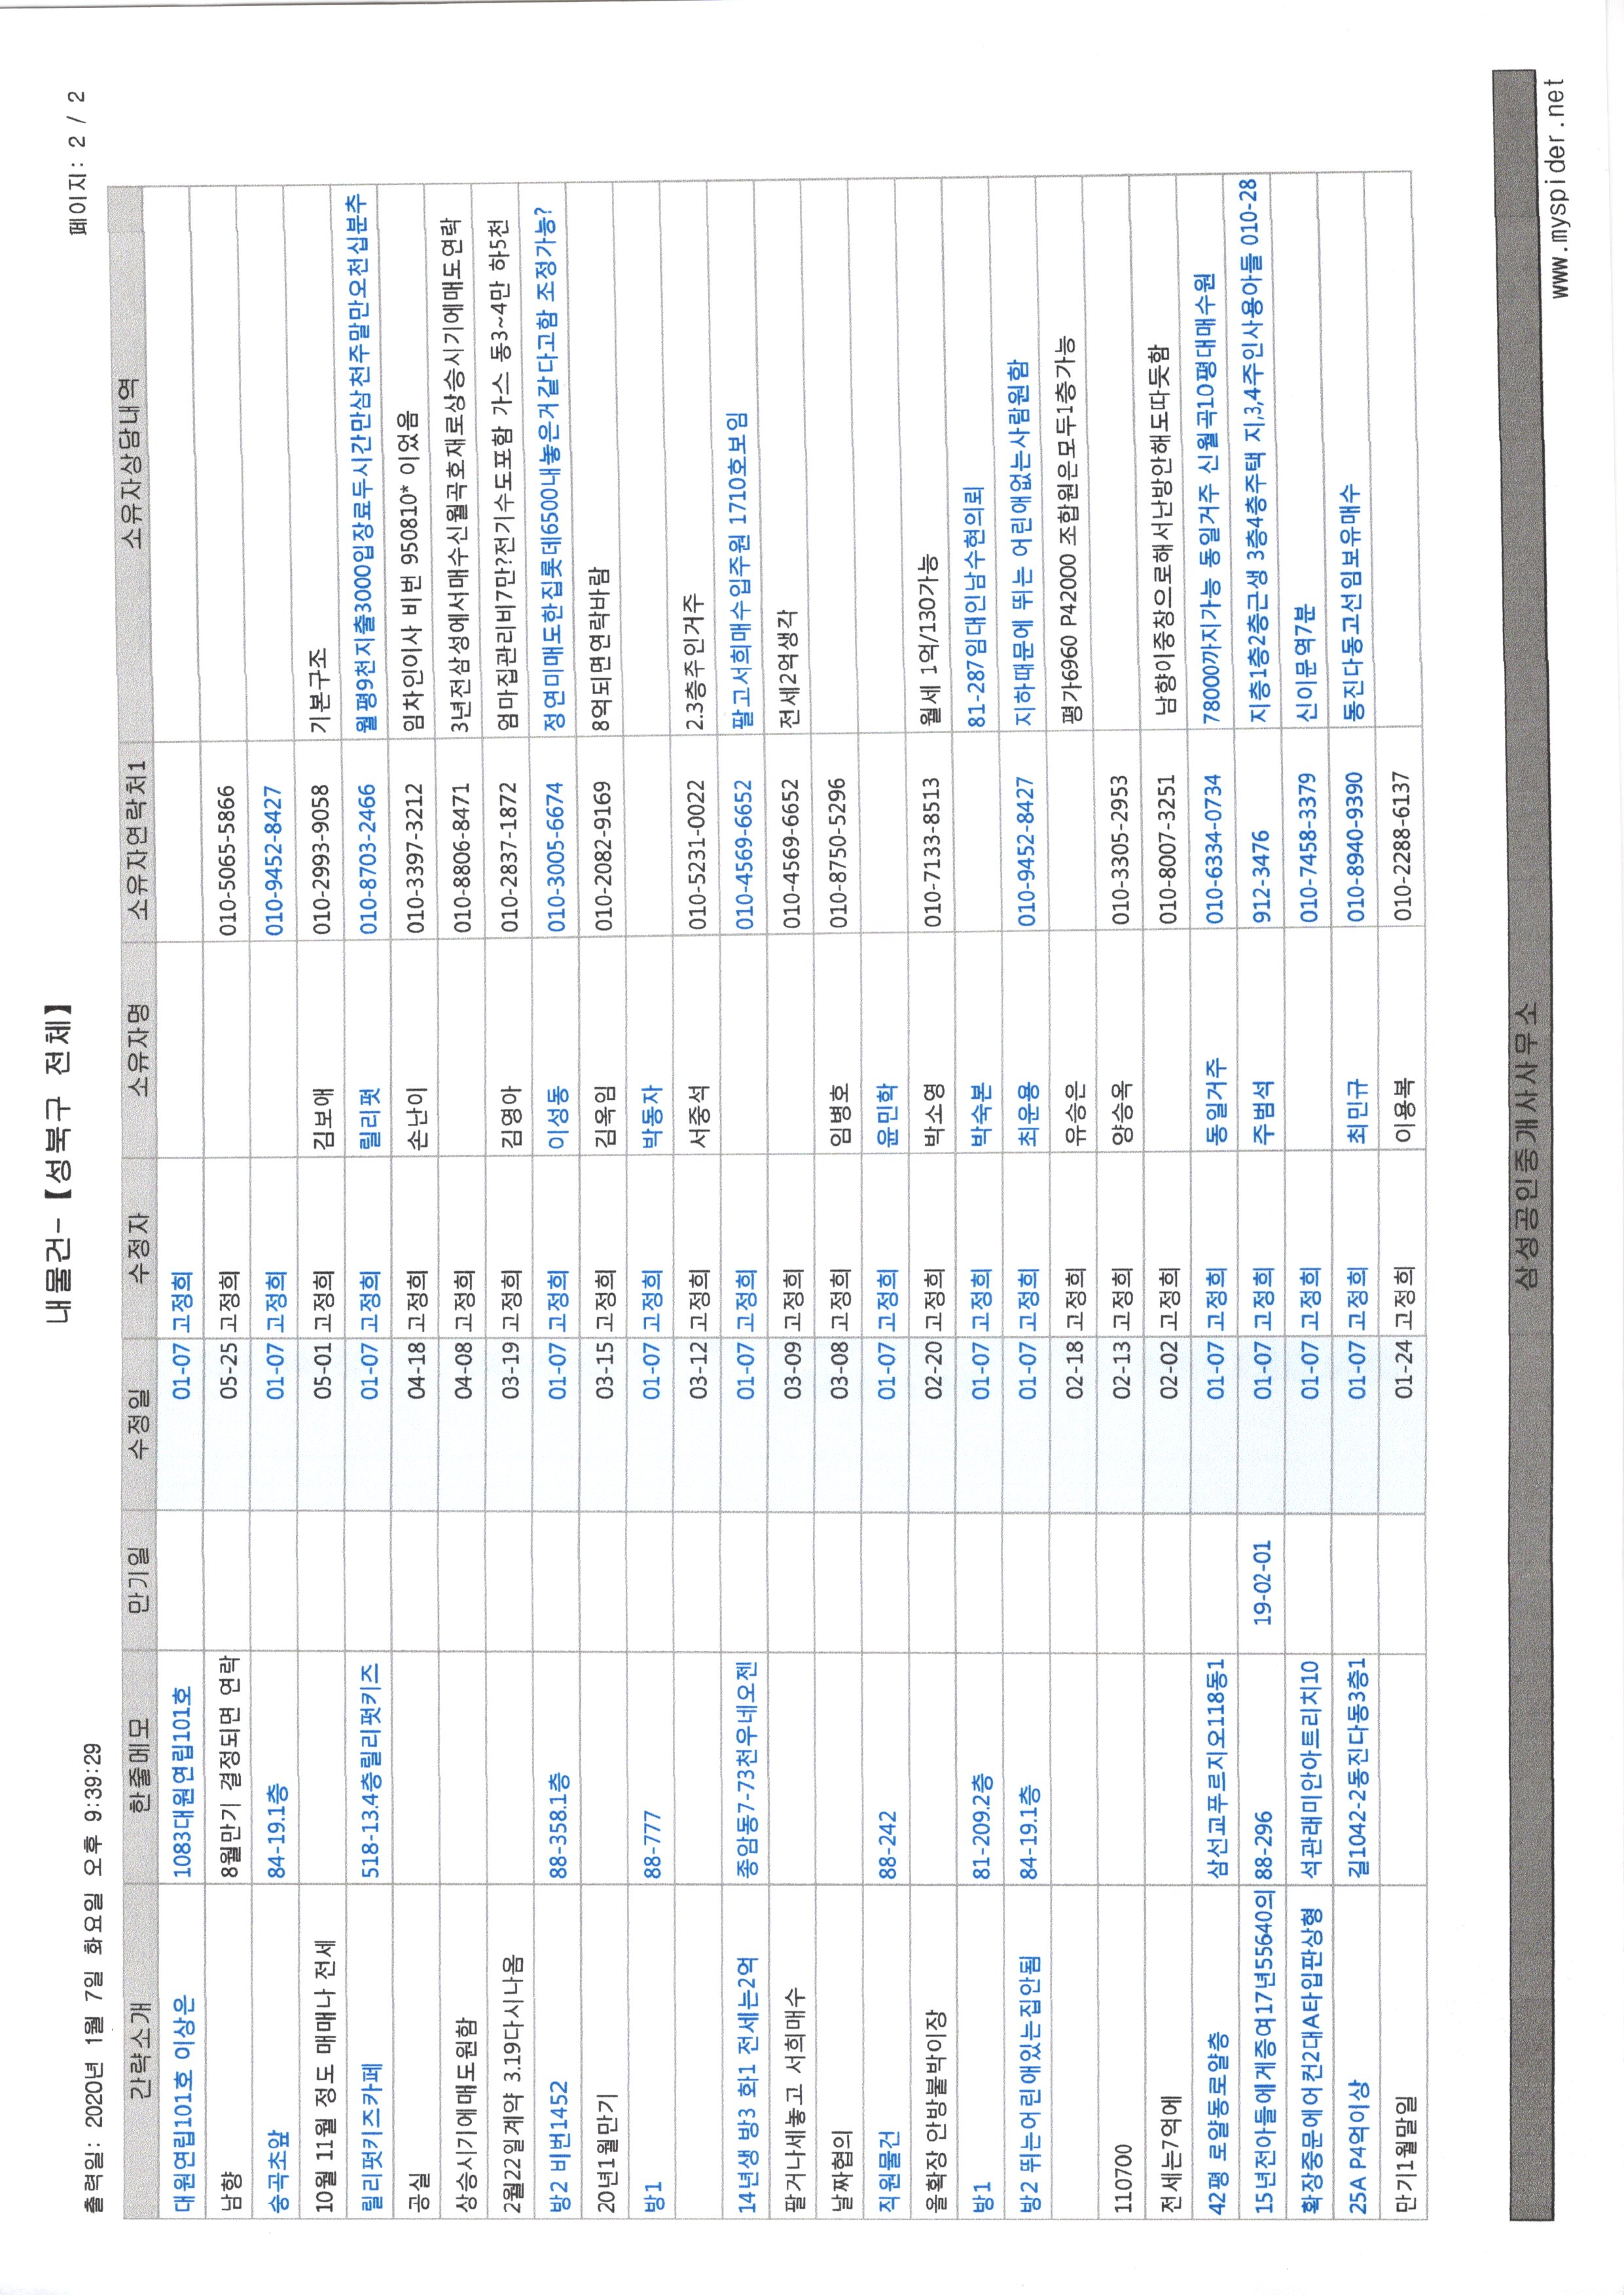 내물건-【성북구 전체】
출력일: 2020년 1월 7일 화요일 오후 9:39:29
페이지: 2 / 2
간략소개 한줄메모 만기일 수정일 수정자 소유자명 소유자연락처1 소유자상담내역
대원연립101호 이상은 1083대원연립101호 01-07 고정희
남향 8월만기 결정되면 연락 05-25 고정희 010-5065-5866
숭곡초앞 84-19.1층 01-07 고정희 010-9452-8427
10월 11월 정도 매매나 전세 05-01 고정희 김보애 010-2993-9058 기본구조
릴리펏키즈카페 518-13.4층릴리펏키즈 01-07 고정희 릴리펏 010-8703-2466 월평9천지출3000입장료두시간만삼천주말만오천십분추
공실 04-18 고정희 손난이 010-3397-3212 임차인이사 비번 950810* 이었음
상승시기에매도원함 04-08 고정희 010-8806-8471 3년전삼성에서매수신월곡호재로상승시기에매도연락
2월22일계약 3.19다시나옴 03-19 고정희 김영아 010-2837-1872 엄마집관리비7만?전기수도포함 가스 동3~4만 하5천
방2 비번1452 88-358.1층 01-07 고정희 이성동 010-3005-6674 정연미매도한집롯데6500내놓은거같다고함 조정가능?
20년1월만기 03-15 고정희 김옥임 010-2082-9169 8억되면연락바람
방1 88-777 01-07 고정희 박동자
03-12 고정희 서중석 010-5231-0022 2.3층주인거주
14년생 방3 화1 전세는2억 종암동7-73천우네오젠 01-07 고정희 010-4569-6652 팔고서희매수입주원 1710호보임
팔거나세놓고 서희매수 03-09 고정희 010-4569-6652 전세2억생각
날짜협의 03-08 고정희 임병호 010-8750-5296
직원물건 88-242 01-07 고정희 윤민학
올확장 안방붙박이장 02-20 고정희 박소영 010-7133-8513 월세 1억/130가능
방1 81-209.2층 01-07 고정희 박숙본 81-287임대인남수현의뢰
방2 뛰는어린애있는집안됨 84-19.1층 01-07 고정희 최운용 010-9452-8427 지하때문에 뛰는 어린애없는사람원함
02-18 고정희 유승은 평가6960 P42000 조합원은모두1층가능
110700 02-13 고정희 양승옥 010-3305-2953
전세는7억에 02-02 고정희 010-8007-3251 남향이중창으로해서난방안해도따듯함
42평 로얄동로얄층 삼선교푸르지오118동1 01-07 고정희 동일거주 010-6334-0734 78000까지가능 동일거주 신월곡10평대매수원
15년전아들에게증여17년55640의 88-296 19-02-01 01-07 고정희 주범석 912-3476 지층1층2층근생 3층4층주택 지,3,4주인사용아들 010-28
확장중문에어컨2대A타입판상형 석관래미안아트리치10 01-07 고정희 010-7458-3379 신이문역7분
25A P4억이상 길1042-2동진다동3층1 01-07 고정희 최민규 010-8940-9390 동진다동고선임보유매수
만기1월말일 01-24 고정희 이용복 010-2288-6137
삼성공인중개사사무소
www.myspider.net